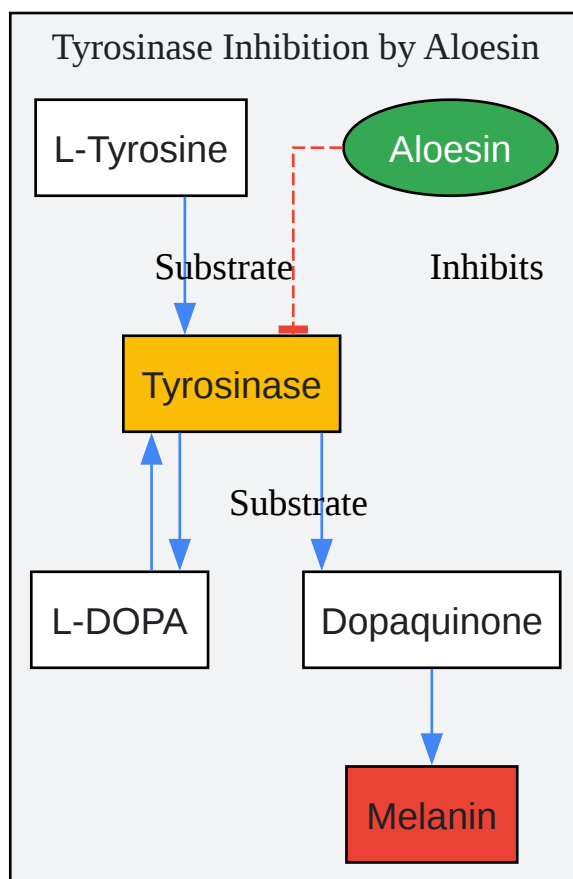 Tyrosinase Inhibition by Aloesin
L-Tyrosine
Aloesin
Substrate
Inhibits
Tyrosinase
Substrate
L-DOPA
Dopaquinone
Melanin